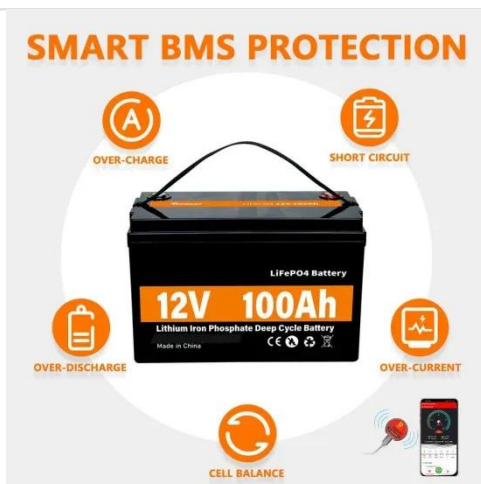 SMART BMS PROTECTION
A
OVER-CHARGE
SHORT CIRCUIT
LiFePO4 Battery
12V 100Ah
Lithium Iron Phosphate Deep Cycle Battery
Made in China
CE
OVER-DISCHARGE
OVER-CURRENT
CELL BALANCE